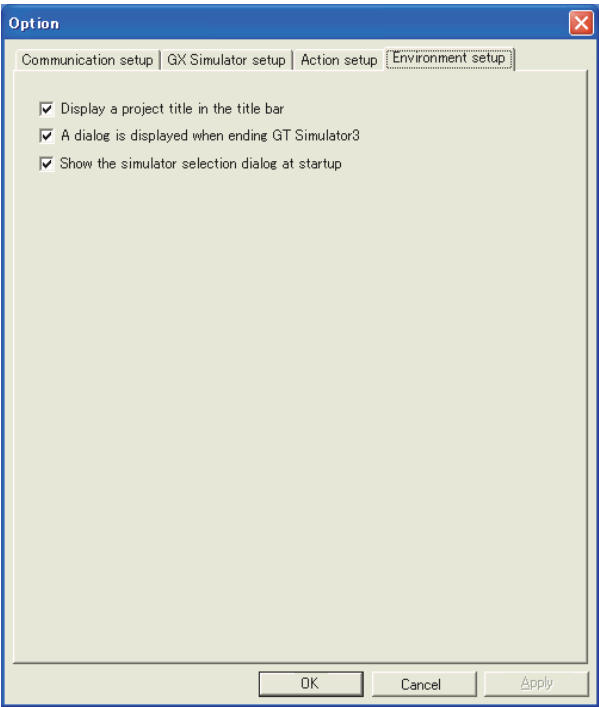 Option
Communication setup
GX Simulator setup
Action setup
Environment setup
Display a project title in the title bar
A dialog is displayed when ending GT Simulator3
Show the simulator selection dialog at startup
OK
Cancel
Apply